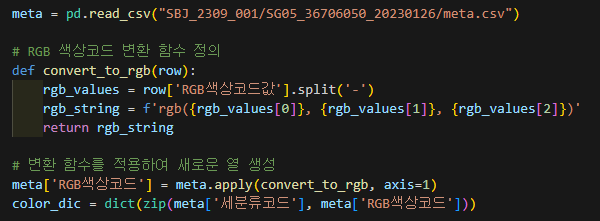 meta = pd.read_csv("SBJ_2309_001/SG05_36706050_20230126/meta.csv")
# RGB 색상코드 변환 함수 정의
def convert_to_rgb(row):
    rgb_values = row['RGB색상코드값'].split('-')
    rgb_string = f'rgb({rgb_values[0]}, {rgb_values[1]}, {rgb_values[2]})'
    return rgb_string
# 변환 함수를 적용하여 새로운 열 생성
meta['RGB색상코드'] = meta.apply(convert_to_rgb, axis=1)
color_dic = dict(zip(meta['세분류코드'], meta['RGB색상코드']))